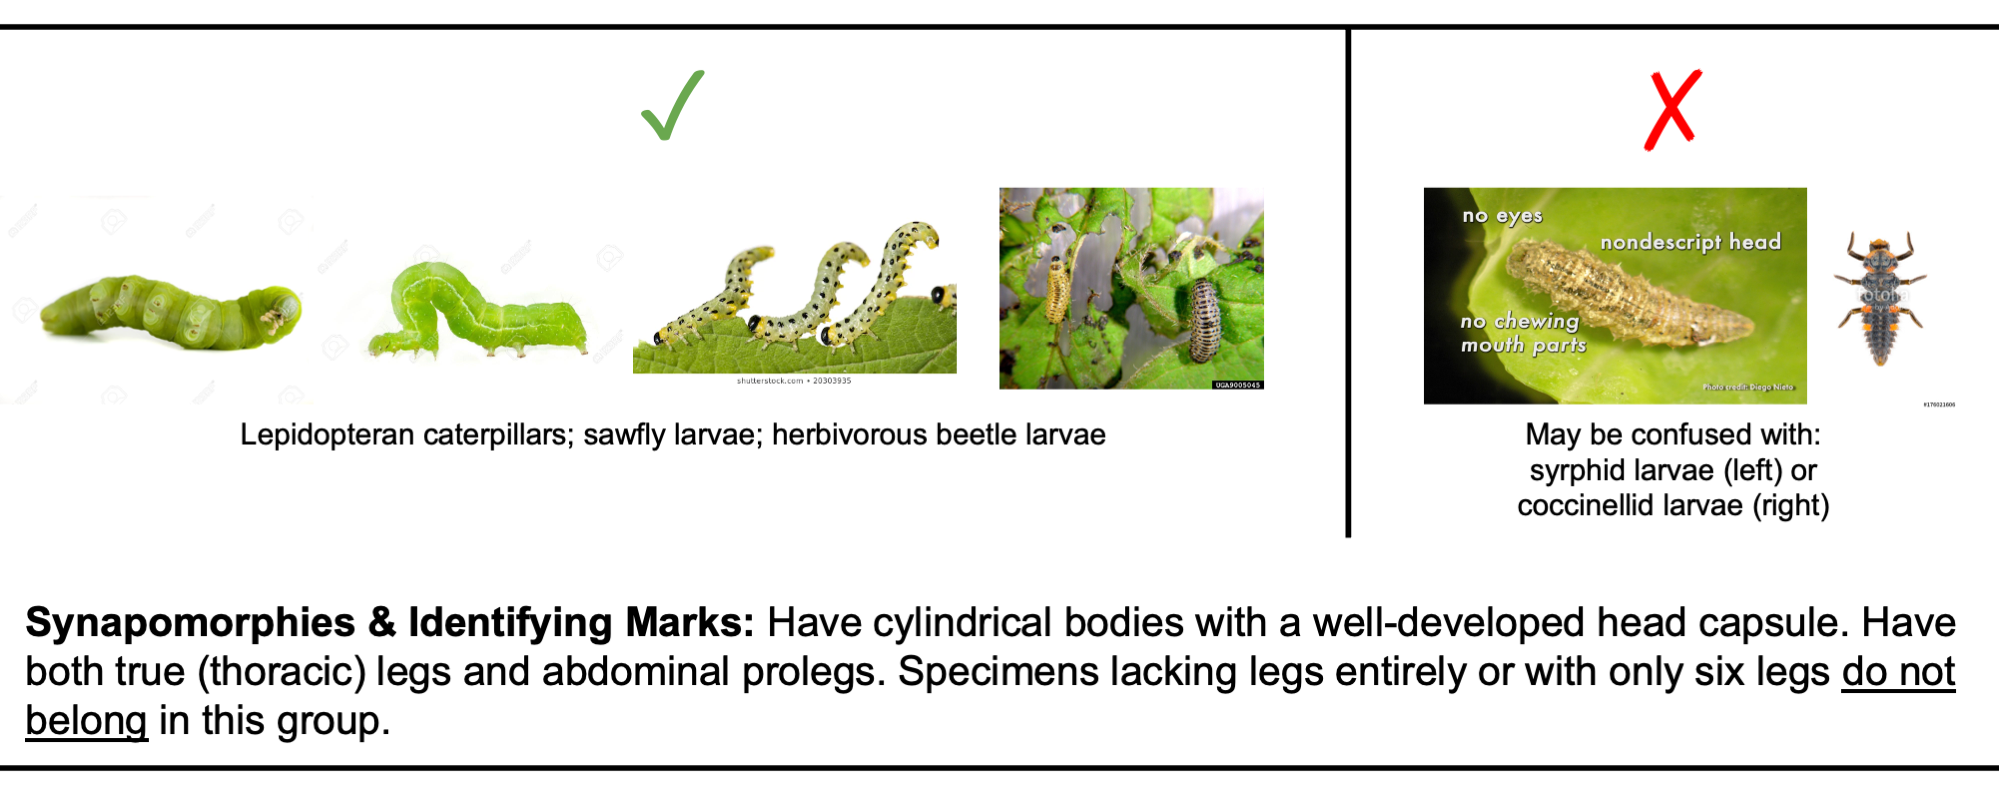 no eyes
nondescript head
no chewing
mouth parts
Photo credit: Diego Nieto
shutterstock.com • 20303935
UGA9005045
#176021606
Lepidopteran caterpillars; sawfly larvae; herbivorous beetle larvae
May be confused with:
syrphid larvae (left) or
coccinellid larvae (right)
Synapomorphies & Identifying Marks: Have cylindrical bodies with a well-developed head capsule. Have
both true (thoracic) legs and abdominal prolegs. Specimens lacking legs entirely or with only six legs do not
belong in this group.